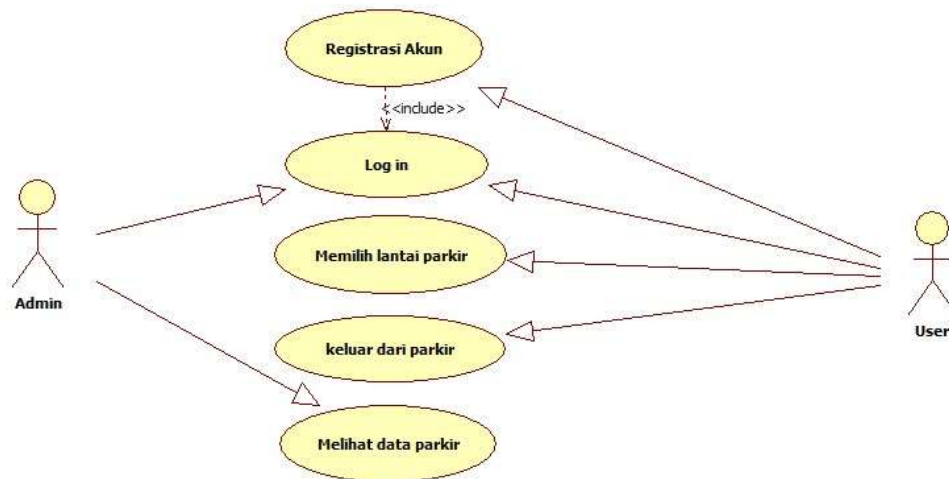 Registrasi Akun
<<include>>
Log in
Memilih lantai parkir
Admin
User
keluar dari parkir
Melihat data parkir